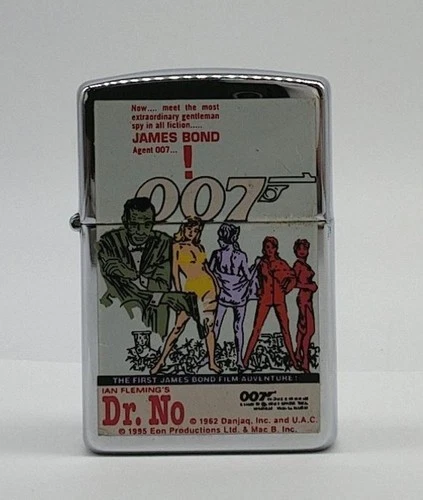 Now.... meet the most
extraordinary gentleman
spy in all fiction.....
JAMES BOND
Agent 007...
!
007
THE FIRST JAMES BOND FILM ADVENTURE!
IAN FLEMING'S
Dr. No
007
© 1962 Danjaq, Inc. and U.A.C.
© 1995 Eon Productions Ltd. & Mac B. Inc.